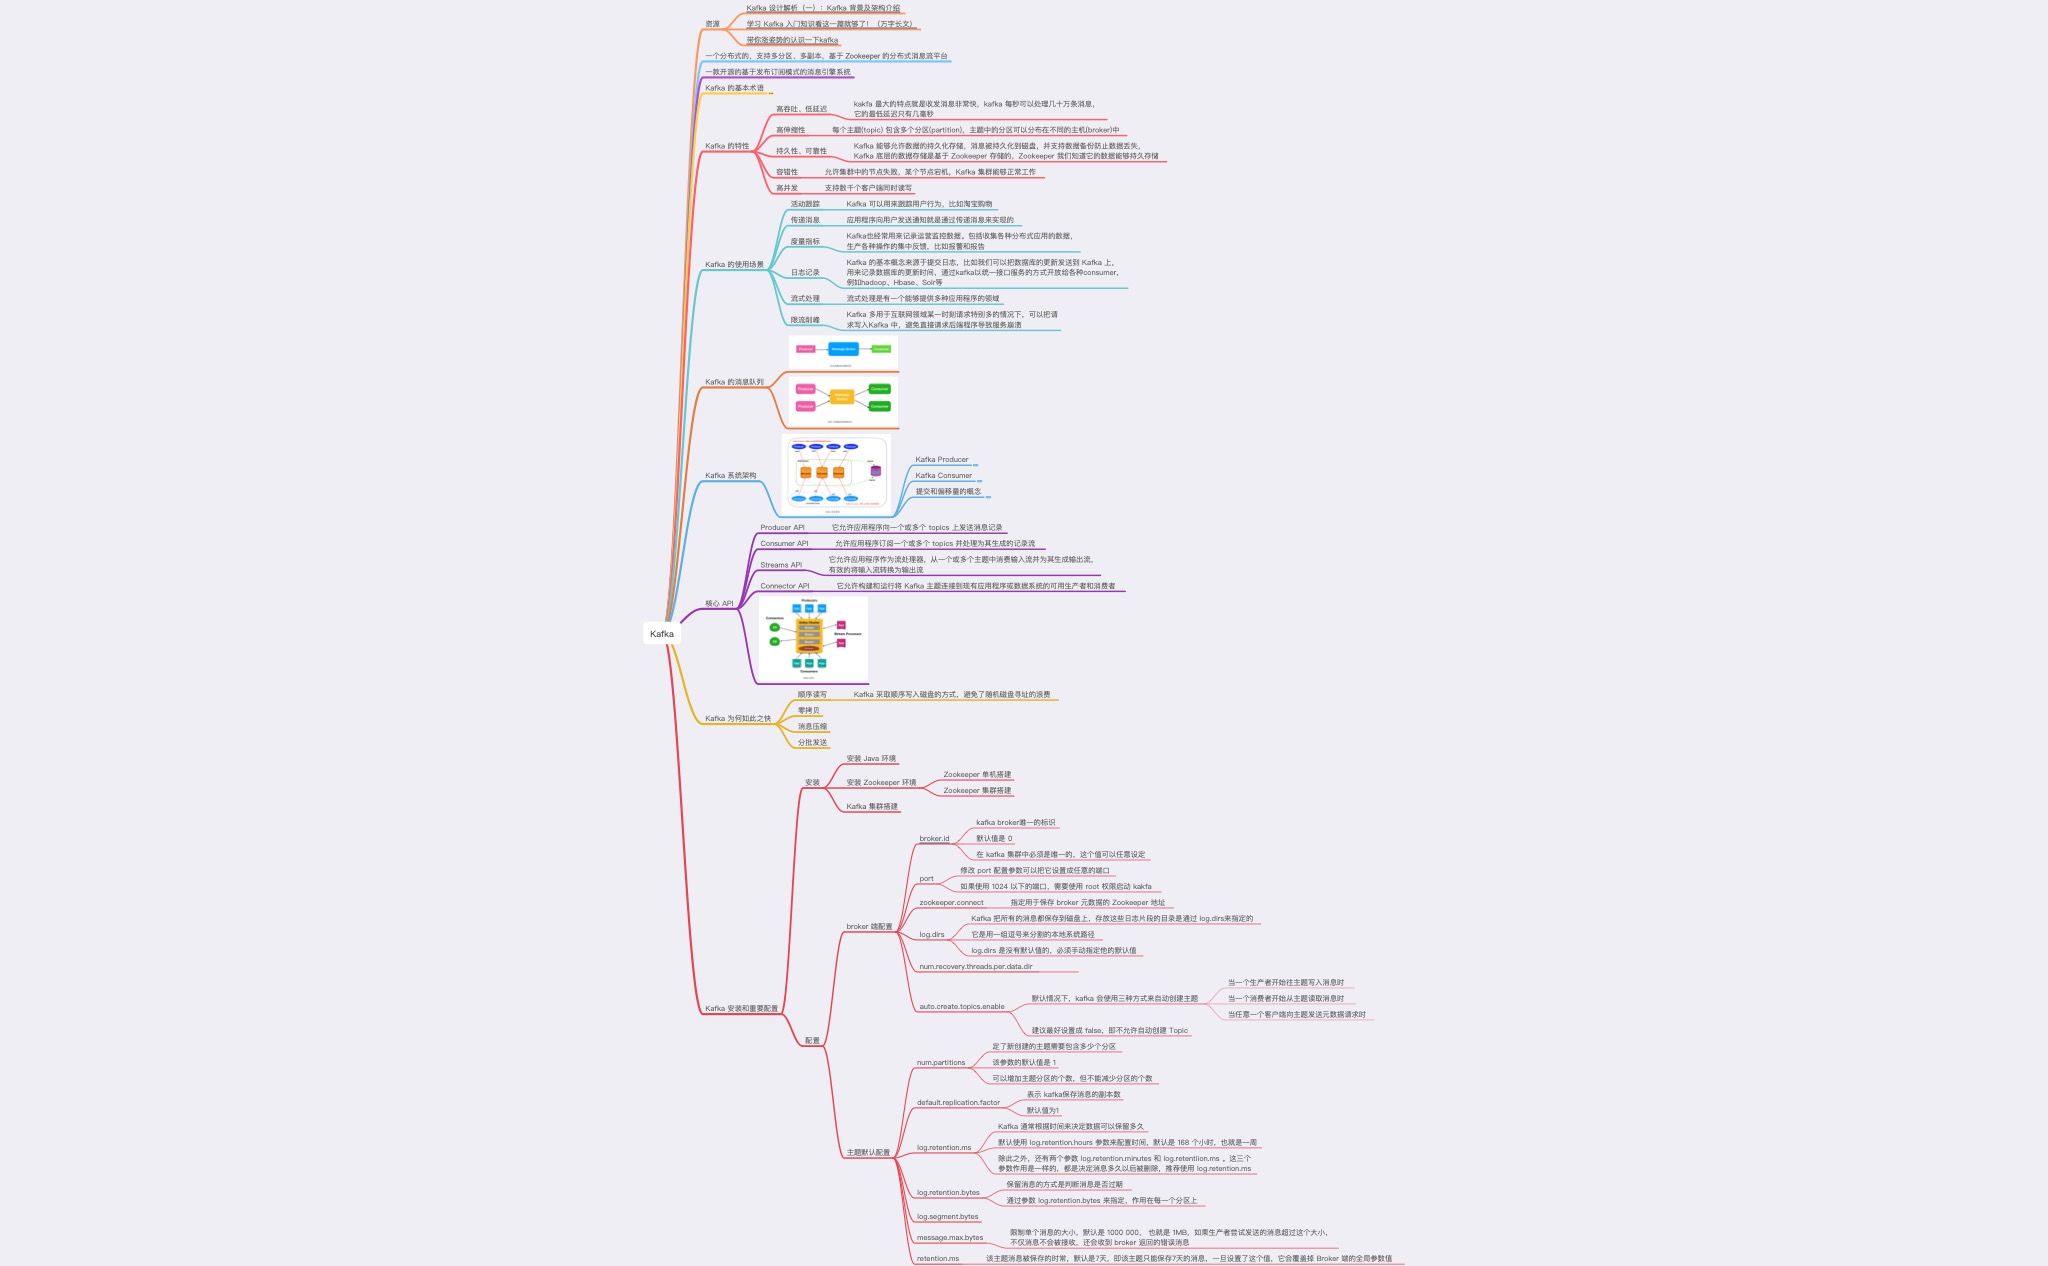 Kafka
资源
Kafka 设计解析（一）：Kafka 背景及架构介绍
学习 Kafka 入门知识看这一篇就够了！（万字长文）
带你涨姿势的认识一下kafka
一个分布式的，支持多分区、多副本，基于 Zookeeper 的分布式消息流平台
一款开源的基于发布订阅模式的消息引擎系统
Kafka 的基本术语
Kafka 的特性
高吞吐、低延迟
kakfa 最大的特点就是收发消息非常快，kafka 每秒可以处理几十万条消息，
它的最低延迟只有几毫秒
高伸缩性
每个主题(topic) 包含多个分区(partition)，主题中的分区可以分布在不同的主机(broker)中
持久性、可靠性
Kafka 能够允许数据的持久化存储，消息被持久化到磁盘，并支持数据备份防止数据丢失，
Kafka 底层的数据存储是基于 Zookeeper 存储的，Zookeeper 我们知道它的数据能够持久存储
容错性
允许集群中的节点失败，某个节点宕机，Kafka 集群能够正常工作
高并发
支持数千个客户端同时读写
Kafka 的使用场景
活动跟踪
Kafka 可以用来跟踪用户行为，比如淘宝购物
传递消息
应用程序向用户发送通知就是通过传递消息来实现的
度量指标
Kafka也经常用来记录运营监控数据。包括收集各种分布式应用的数据，
生产各种操作的集中反馈，比如报警和报告
日志记录
Kafka 的基本概念来源于提交日志，比如我们可以把数据库的更新发送到 Kafka 上，
用来记录数据库的更新时间，通过kafka以统一接口服务的方式开放给各种consumer，
例如hadoop、Hbase、Solr等
流式处理
流式处理是有一个能够提供多种应用程序的领域
限流削峰
Kafka 多用于互联网领域某一时刻请求特别多的情况下，可以把请
求写入Kafka 中，避免直接请求后端程序导致服务崩溃
Kafka 的消息队列
Producer
Message Broker
Consumer
Producer
Producer
Consumer
Consumer
Kafka 系统架构
Kafka Producer
Kafka Consumer
提交和偏移量的概念
核心 API
Producer API
它允许应用程序向一个或多个 topics 上发送消息记录
Consumer API
允许应用程序订阅一个或多个 topics 并处理为其生成的记录流
Streams API
它允许应用程序作为流处理器，从一个或多个主题中消费输入流并为其生成输出流，
有效的将输入流转换为输出流
Connector API
它允许构建和运行将 Kafka 主题连接到现有应用程序或数据系统的可用生产者和消费者
Producers
Connectors
Kafka Cluster
Stream Processor
Consumers
Kafka 为何如此之快
顺序读写
Kafka 采取顺序写入磁盘的方式，避免了随机磁盘寻址的浪费
零拷贝
消息压缩
分批发送
Kafka 安装和重要配置
安装
安装 Java 环境
安装 Zookeeper 环境
Zookeeper 单机搭建
Zookeeper 集群搭建
Kafka 集群搭建
配置
broker 端配置
broker.id
kafka broker唯一的标识
默认值是 0
在 kafka 集群中必须是唯一的，这个值可以任意设定
port
修改 port 配置参数可以把它设置成任意的端口
如果使用 1024 以下的端口，需要使用 root 权限启动 kakfa
zookeeper.connect
指定用于保存 broker 元数据的 Zookeeper 地址
log.dirs
Kafka 把所有的消息都保存到磁盘上，存放这些日志片段的目录是通过 log.dirs来指定的
它是用一组逗号来分割的本地系统路径
log.dirs 是没有默认值的，必须手动指定他的默认值
num.recovery.threads.per.data.dir
auto.create.topics.enable
默认情况下，kafka 会使用三种方式来自动创建主题
当一个生产者开始往主题写入消息时
当一个消费者开始从主题读取消息时
当任意一个客户端向主题发送元数据请求时
建议最好设置成 false，即不允许自动创建 Topic
主题默认配置
num.partitions
定了新创建的主题需要包含多少个分区
该参数的默认值是 1
可以增加主题分区的个数，但不能减少分区的个数
default.replication.factor
表示 kafka保存消息的副本数
默认值为1
log.retention.ms
Kafka 通常根据时间来决定数据可以保留多久
默认使用 log.retention.hours 参数来配置时间，默认是 168 个小时，也就是一周
除此之外，还有两个参数 log.retention.minutes 和 log.retentiion.ms 。这三个
参数作用是一样的，都是决定消息多久以后被删除，推荐使用 log.retention.ms
log.retention.bytes
保留消息的方式是判断消息是否过期
通过参数 log.retention.bytes 来指定，作用在每一个分区上
log.segment.bytes
message.max.bytes
限制单个消息的大小，默认是 1000 000， 也就是 1MB，如果生产者尝试发送的消息超过这个大小，
不仅消息不会被接收，还会收到 broker 返回的错误消息
retention.ms
该主题消息被保存的时常，默认是7天，即该主题只能保存7天的消息，一旦设置了这个值，它会覆盖掉 Broker 端的全局参数值